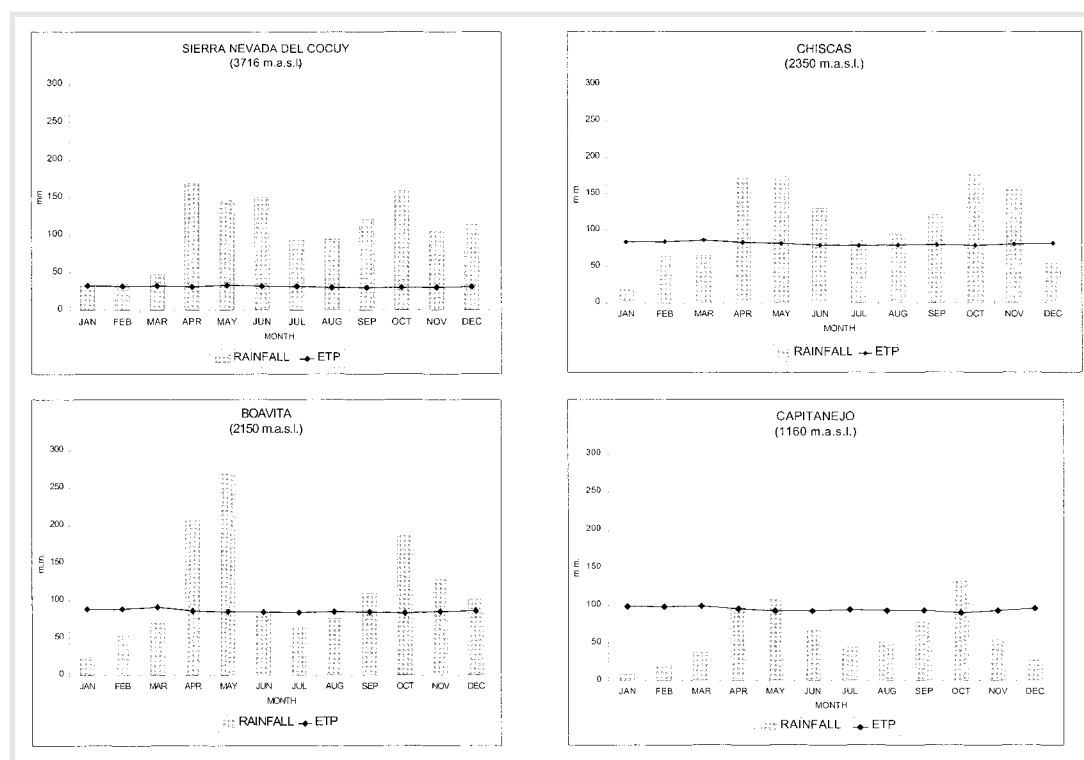 SIERRA NEVADA DEL COCUY
(3716 m.a.s.l)
300
250
200
150
100
50
0
mm
JAN FEB MAR APR MAY JUN JUL AUG SEP OCT NOV DEC
MONTH
RAINFALL ETP
CHISCAS
(2350 m.a.s.l.)
300
250
200
150
100
50
0
m m
JAN FEB MAR APR MAY JUN JUL AUG SEP OCT NOV DEC
MONTH
RAINFALL ETP
BOAVITA
(2150 m.a.s.l.)
300
250
200
150
100
50
0
m.m.
JAN FEB MAR APR MAY JUN JUL AUG SEP OCT NOV DEC
MONTH
RAINFALL ETP
CAPITANEJO
(1160 m.a.s.l.)
300
250
200
150
100
50
0
m m.
JAN FEB MAR APR MAY JUN JUL AUG SEP OCT NOV DEC
MONTH
RAINFALL ETP